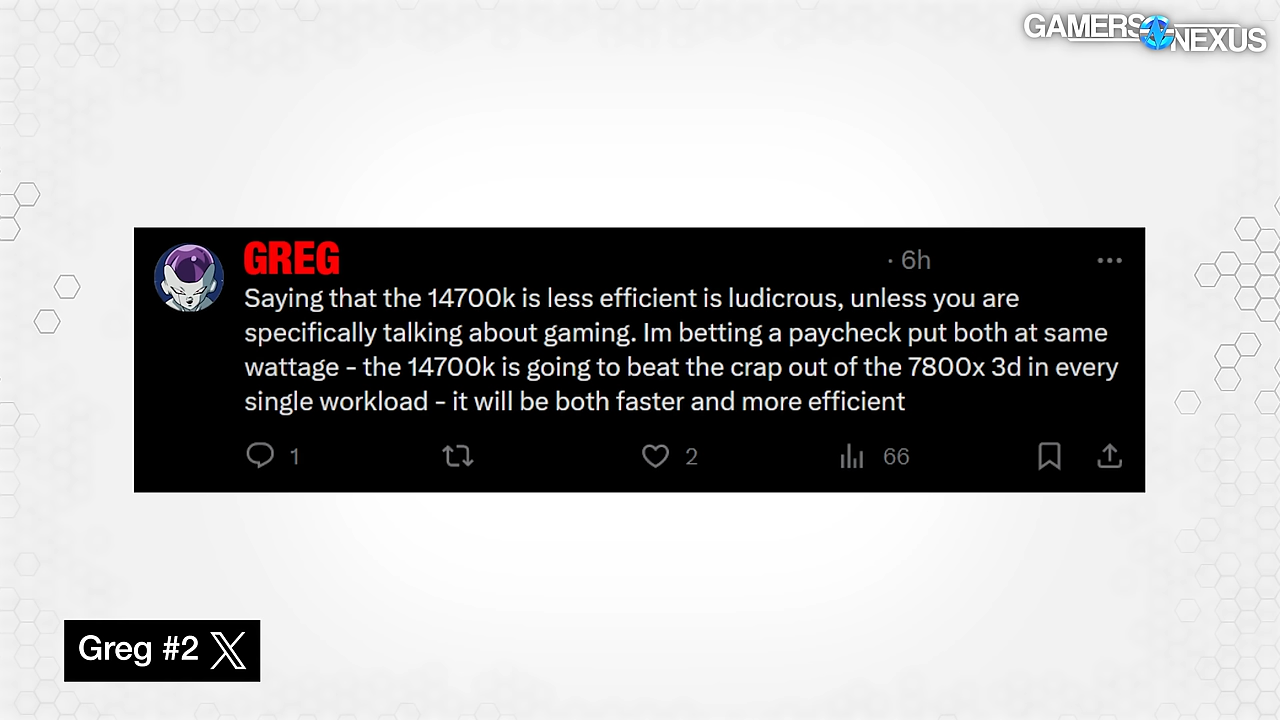 GAMERS NEXUS
GREG
· 6h
Saying that the 14700k is less efficient is ludicrous, unless you are
specifically talking about gaming. Im betting a paycheck put both at same
wattage - the 14700k is going to beat the crap out of the 7800x 3d in every
single workload - it will be both faster and more efficient
1
2
66
Greg #2 X